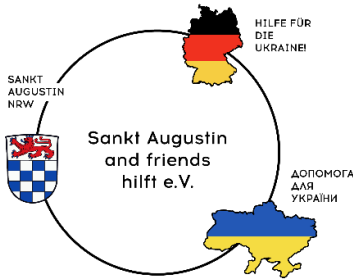 HILFE FÜR
DIE
UKRAINE!
SANKT
AUGUSTIN
NRW
Sankt Augustin
and friends
hilft e.V.
ДОПОМОГА
ДЛЯ
УКРАЇНИ